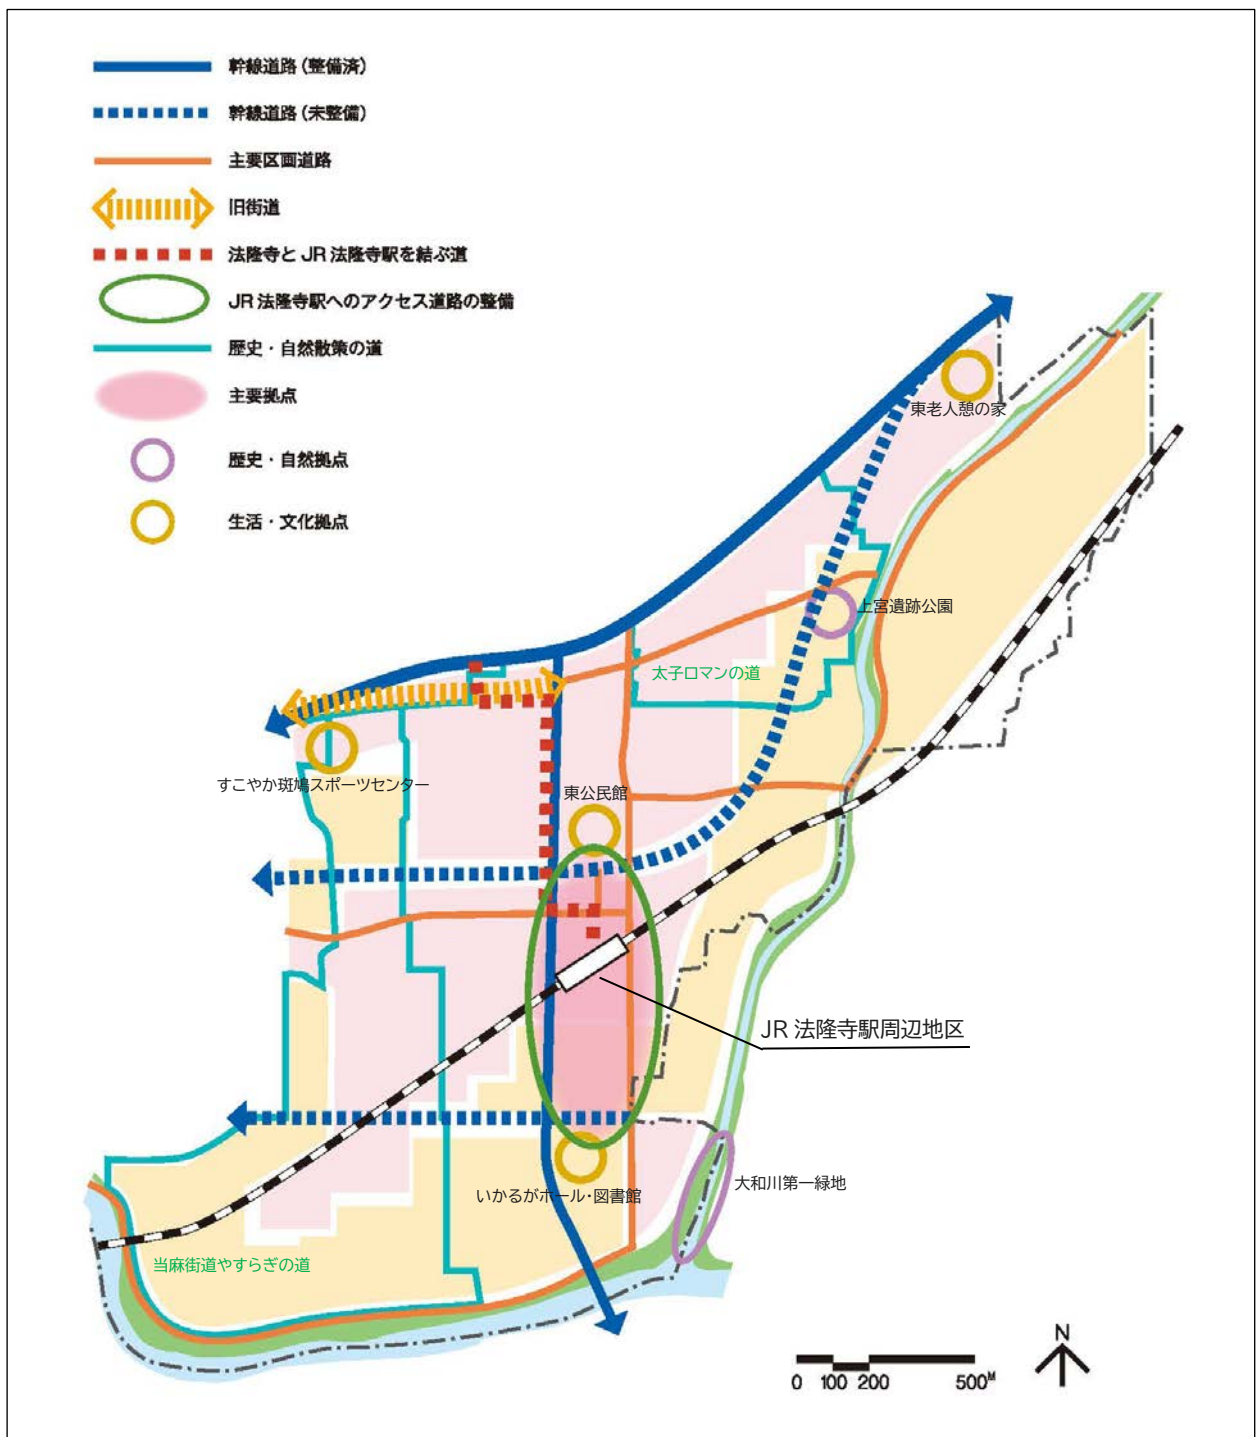 幹線道路(整備済)
幹線道路(未整備)
主要区画道路
旧街道
法隆寺とJR法隆寺駅を結ぶ道
JR法隆寺駅へのアクセス道路の整備
歴史・自然散策の道
主要拠点
歴史・自然拠点
生活・文化拠点
東老人憩の家
上宮遺跡公園
太子ロマンの道
すこやか斑鳩スポーツセンター
東公民館
JR 法隆寺駅周辺地区
大和川第一緑地
いかるがホール・図書館
当麻街道やすらぎの道
N
0 100 200 500M